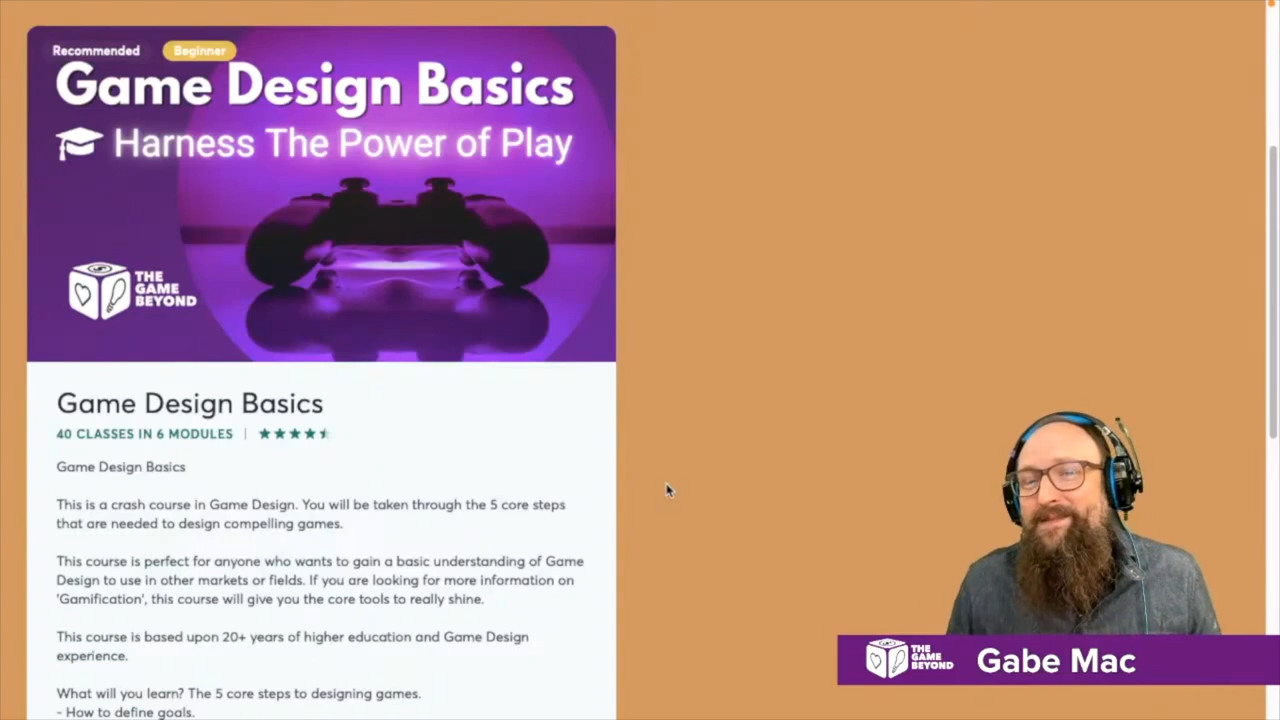 Recommended
Beginner
Game Design Basics
Harness The Power of Play
THE
GAME
BEYOND
Game Design Basics
40 CLASSES IN 6 MODULES
Game Design Basics
This is a crash course in Game Design. You will be taken through the 5 core steps
that are needed to design compelling games.
This course is perfect for anyone who wants to gain a basic understanding of Game
Design to use in other markets or fields. If you are looking for more information on
'Gamification', this course will give you the core tools to really shine.
This course is based upon 20+ years of higher education and Game Design
experience.
What will you learn? The 5 core steps to designing games.
- How to define goals.
THE
GAME
BEYOND
Gabe Mac